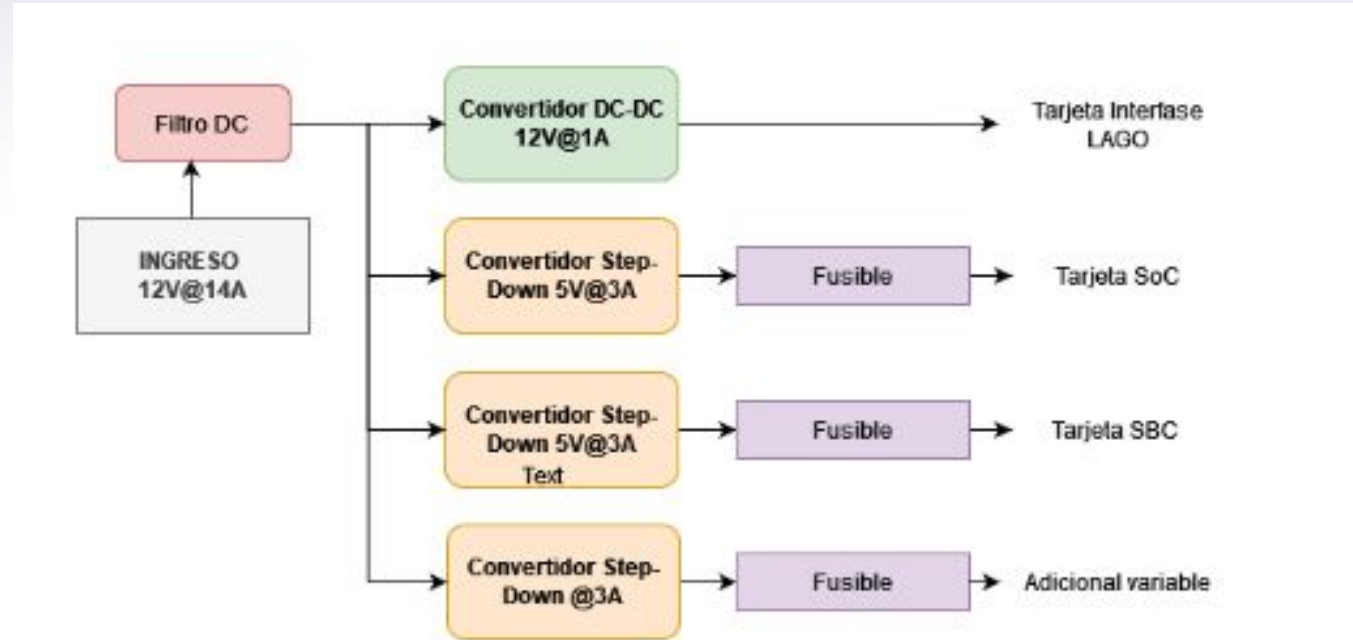 Filtro DC
INGRESO
12V@14A
Convertidor DC-DC
12V@1A
Tarjeta Interfase
LAGO
Convertidor Step-
Down 5V@3A
Fusible
Tarjeta SoC
Convertidor Step-
Down 5V@3A
Text
Fusible
Tarjeta SBC
Convertidor Step-
Down @3A
Fusible
Adicional variable